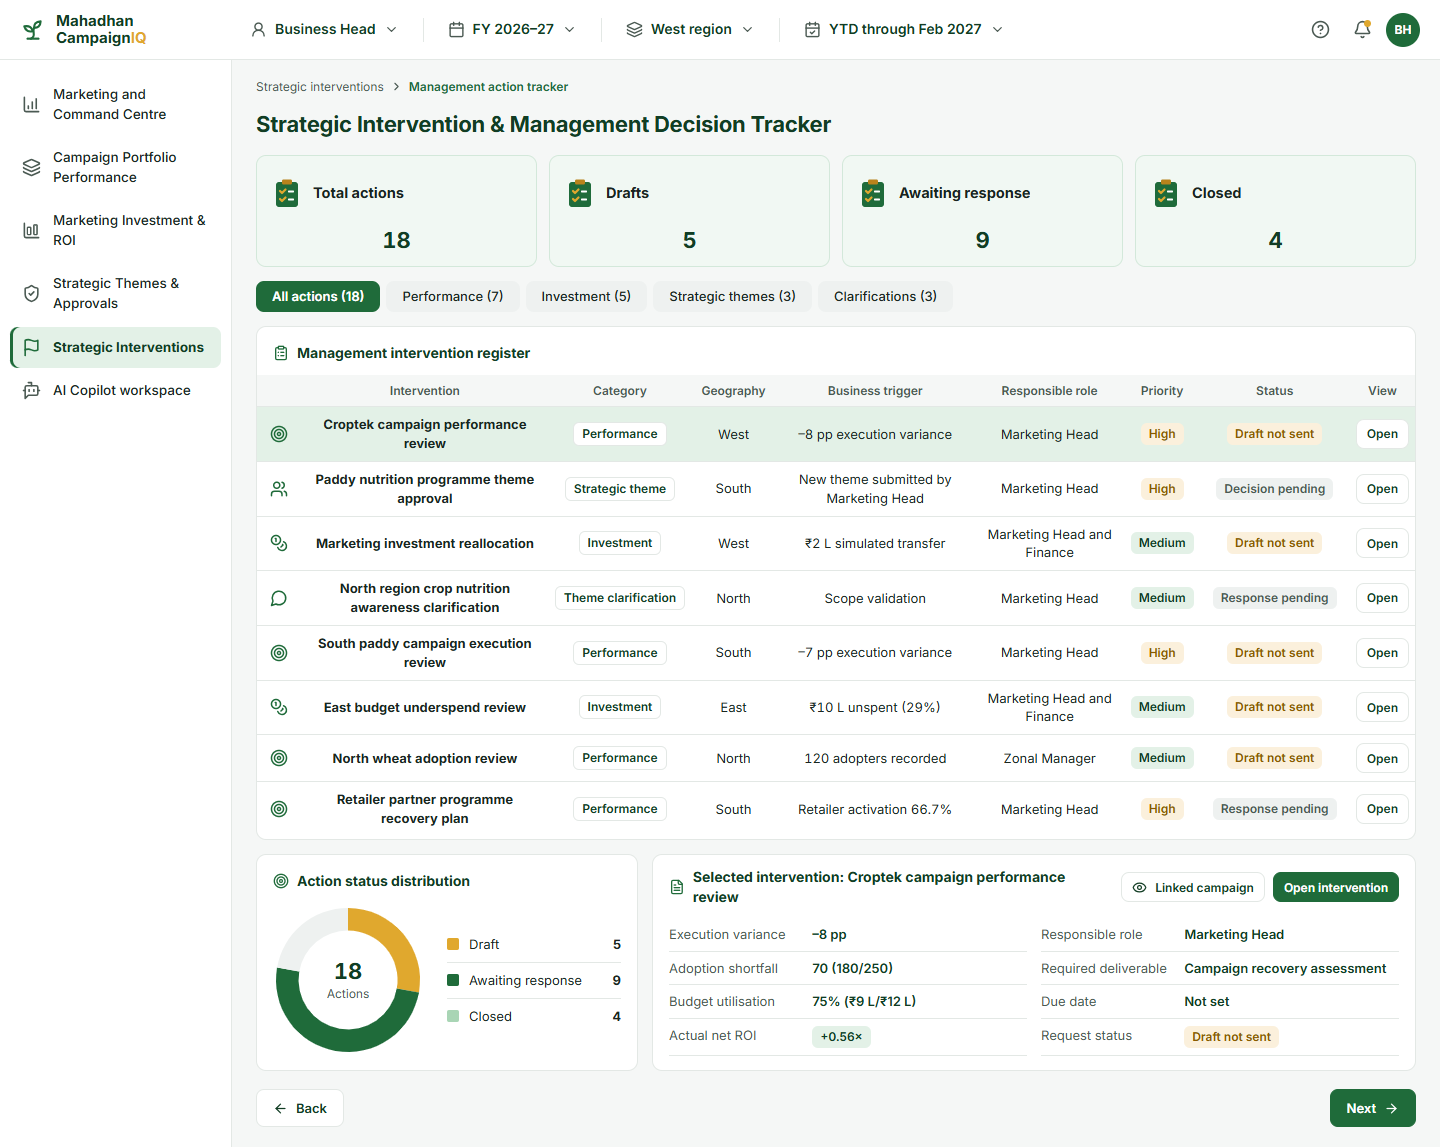 Mahadhan
CampaignIQ
Business Head
FY 2026–27
West region
YTD through Feb 2027
BH
Marketing and
Command Centre
Campaign Portfolio
Performance
Marketing Investment &
ROI
Strategic Themes &
Approvals
Strategic Interventions
AI Copilot workspace
Strategic interventions > Management action tracker
Strategic Intervention & Management Decision Tracker
Total actions
18
Drafts
5
Awaiting response
9
Closed
4
All actions (18)
Performance (7)
Investment (5)
Strategic themes (3)
Clarifications (3)
Management intervention register
Intervention Category Geography Business trigger Responsible role Priority Status View
Croptek campaign performance
review
Performance West −8 pp execution variance Marketing Head High Draft not sent Open
Paddy nutrition programme theme
approval
Strategic theme South
New theme submitted by
Marketing Head
Marketing Head High Decision pending Open
Marketing investment reallocation Investment West ₹2 L simulated transfer
Marketing Head and
Finance
Medium Draft not sent Open
North region crop nutrition
awareness clarification
Theme clarification North Scope validation Marketing Head Medium Response pending Open
South paddy campaign execution
review
Performance South −7 pp execution variance Marketing Head High Draft not sent Open
East budget underspend review Investment East ₹10 L unspent (29%)
Marketing Head and
Finance
Medium Draft not sent Open
North wheat adoption review Performance North 120 adopters recorded Zonal Manager Medium Draft not sent Open
Retailer partner programme
recovery plan
Performance South Retailer activation 66.7% Marketing Head High Response pending Open
Action status distribution
18
Actions
Draft 5
Awaiting response 9
Closed 4
Selected intervention: Croptek campaign performance
review
Linked campaign
Open intervention
Execution variance −8 pp
Adoption shortfall 70 (180/250)
Budget utilisation 75% (₹9 L/₹12 L)
Actual net ROI +0.56×
Responsible role Marketing Head
Required deliverable Campaign recovery assessment
Due date Not set
Request status Draft not sent
Back
Next